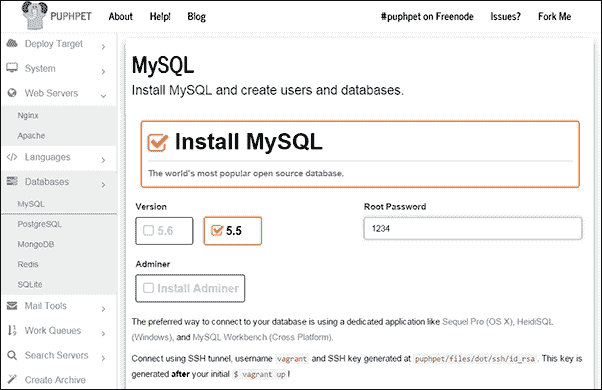 PUPHPET About Help! Blog #puphpet on Freenode Issues? Fork Me
Deploy Target
System
Web Servers
Nginx
Apache
Languages
Databases
MySQL
PostgreSQL
MongoDB
Redis
SQLite
Mail Tools
Work Queues
Search Servers
Create Archive
MySQL
Install MySQL and create users and databases.
Install MySQL
The world's most popular open source database.
Version Root Password
5.6 5.5 1234
Adminer
Install Adminer
The preferred way to connect to your database is using a dedicated application like Sequel Pro (OS X), HeidiSQL
(Windows), and MySQL Workbench (Cross Platform).
Connect using SSH tunnel, username vagrant and SSH key generated at puphpet/files/dot/ssh/id_rsa. This key is
generated after your initial $ vagrant up!